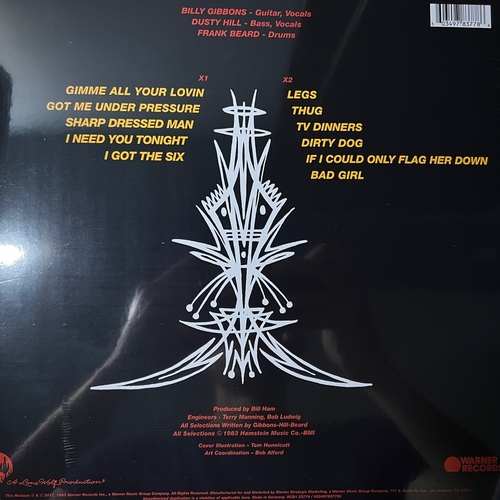 BILLY GIBBONS - Guitar, Vocals
DUSTY HILL - Bass, Vocals
FRANK BEARD - Drums
X1
GIMME ALL YOUR LOVIN
GOT ME UNDER PRESSURE
SHARP DRESSED MAN
I NEED YOU TONIGHT
I GOT THE SIX
X2
LEGS
THUG
TV DINNERS
DIRTY DOG
IF I COULD ONLY FLAG HER DOWN
BAD GIRL
Produced by Bill Ham
Engineers - Terry Manning, Bob Ludwig
All Selections Written by Gibbons-Hill-Beard
All Selections © 1983 Hamstein Music Co.-BMI
Cover Illustration - Tom Hunnicutt
Art Coordination - Bob Alford
A Lone Wolf Production
WARNER RECORDS